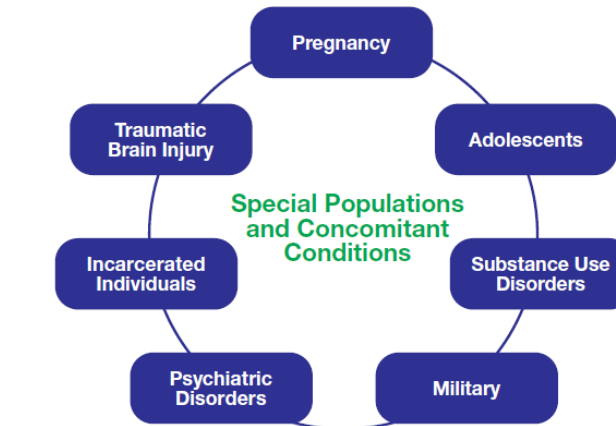 Pregnancy
Traumatic
Brain Injury
Adolescents
Special Populations
and Concomitant
Conditions
Incarcerated
Individuals
Substance Use
Disorders
Psychiatric
Disorders
Military